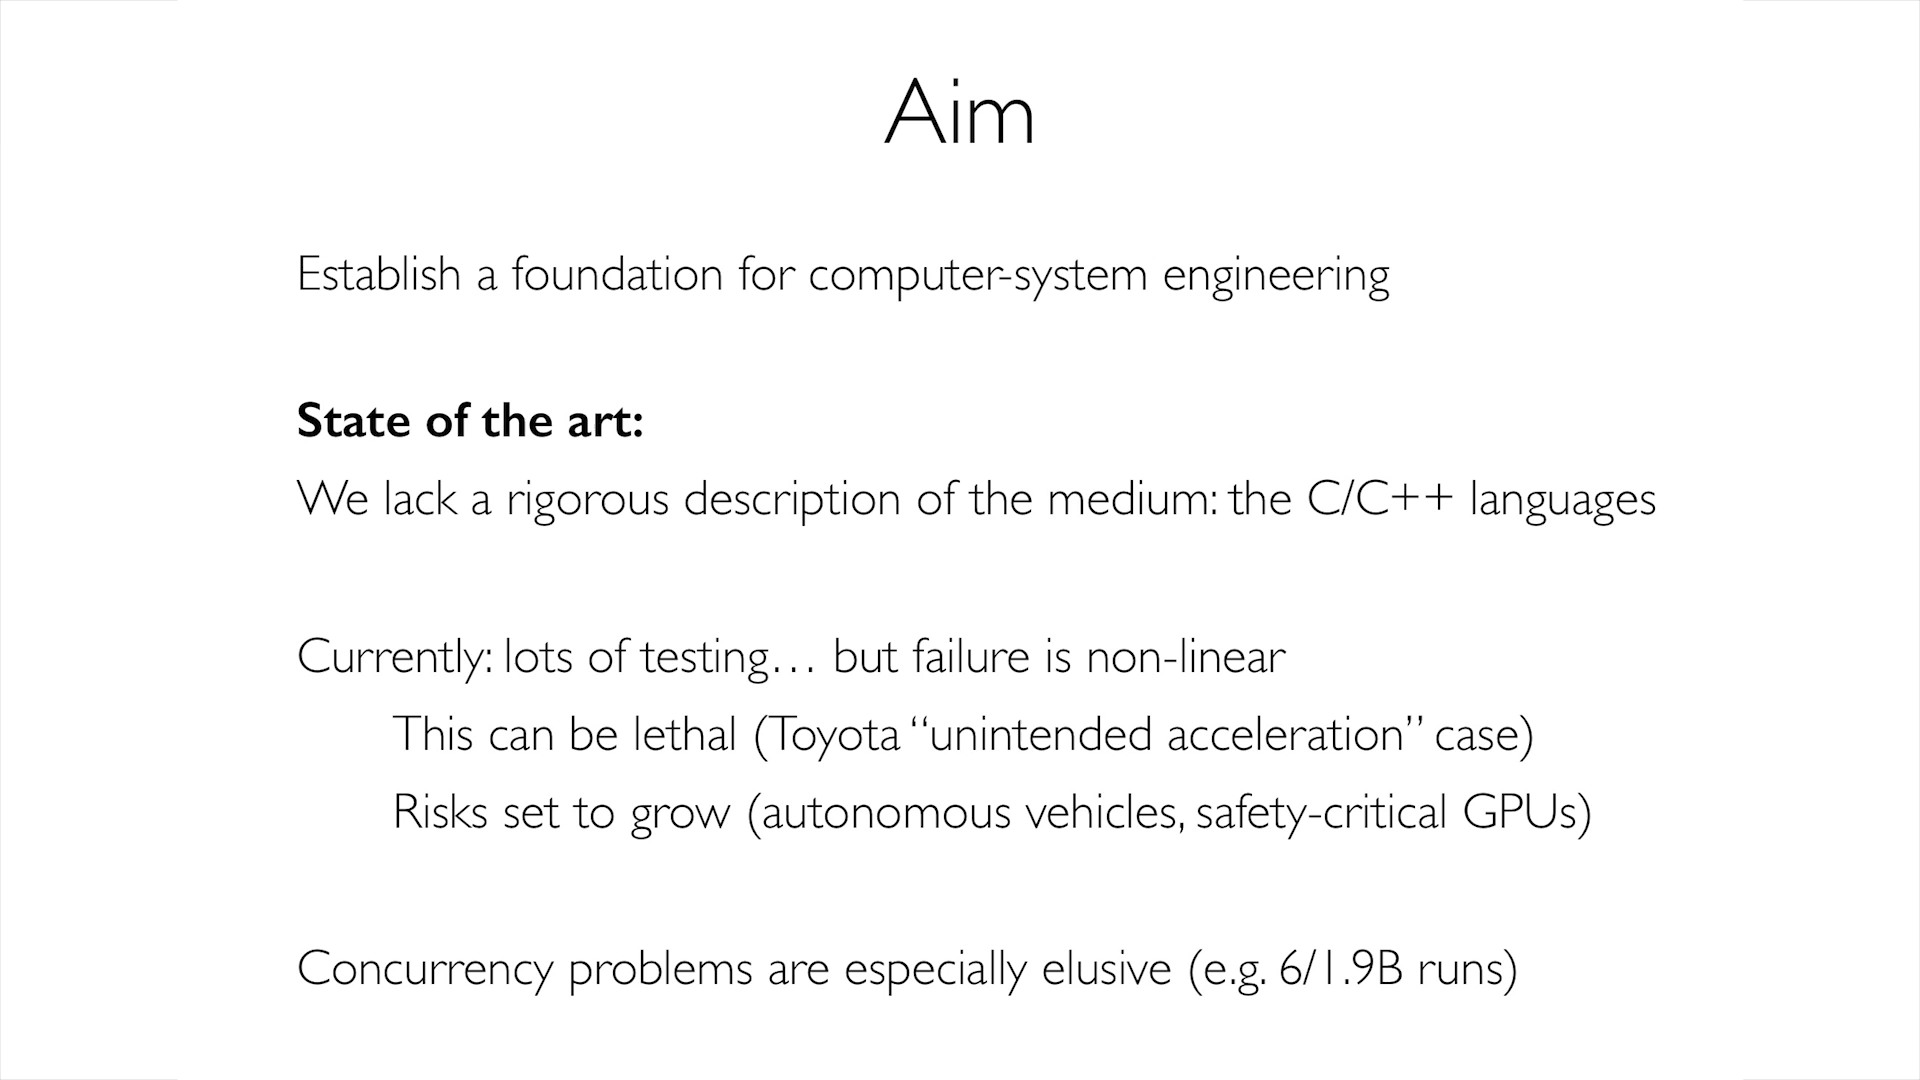 Aim
Establish a foundation for computer-system engineering
State of the art:
We lack a rigorous description of the medium: the C/C++ languages
Currently: lots of testing… but failure is non-linear
This can be lethal (Toyota “unintended acceleration” case)
Risks set to grow (autonomous vehicles, safety-critical GPUs)
Concurrency problems are especially elusive (e.g. 6/1.9B runs)